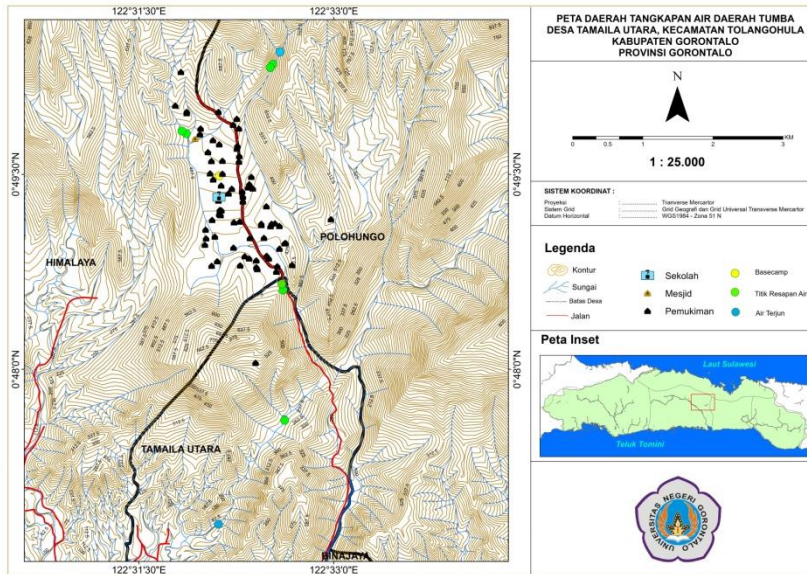 122°31'30"E 122°33'0"E
PETA DAERAH TANGKAPAN AIR DAERAH TUMBA
DESA TAMAILA UTARA, KECAMATAN TOLANGOHULA
KABUPATEN GORONTALO
PROVINSI GORONTALO
N
KM
0 0.5 1 2 3
1 : 25.000
SISTEM KOORDINAT :
Proyeksi : Tranverse Mercartor
Sistem Grid : Grid Geografi dan Grid Universal Transverse Mercartor
Datum Horizontal : WGS1984 - Zona 51 N
0°49'30"N 0°49'30"N
POLOHUNGO
HIMALAYA
Legenda
Kontur
Sungai
Batas Desa
Jalan
Sekolah
Mesjid
Pemukiman
Basecamp
Titik Resapan Air
Air Terjun
Peta Inset
Laut Sulawesi
Teluk Tomini
0°48'0"N 0°48'0"N
TAMAILA UTARA
BINAJAYA
UNIVERSITAS NEGERI GORONTALO
122°31'30"E 122°33'0"E